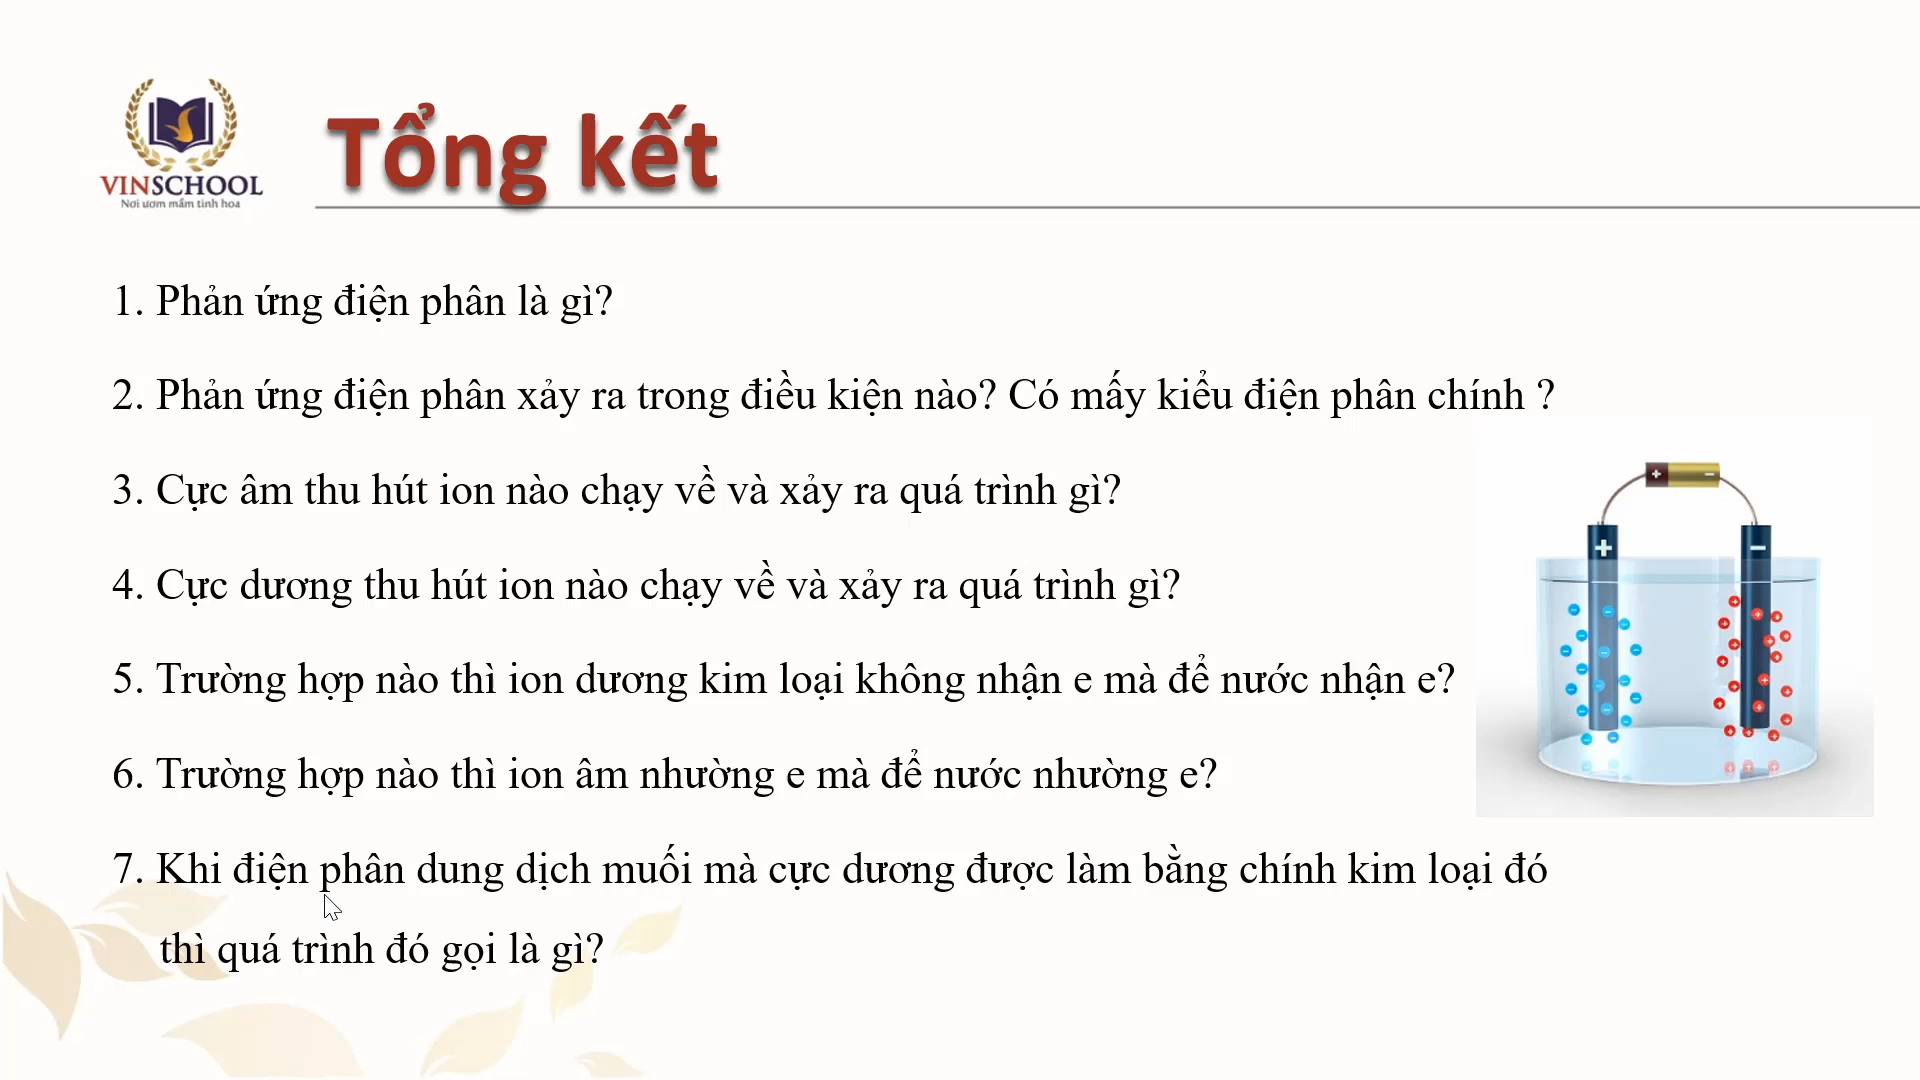 VINSCHOOL
Nơi ươm mầm tinh hoa
Tổng kết
1. Phản ứng điện phân là gì?
2. Phản ứng điện phân xảy ra trong điều kiện nào? Có mấy kiểu điện phân chính ?
3. Cực âm thu hút ion nào chạy về và xảy ra quá trình gì?
4. Cực dương thu hút ion nào chạy về và xảy ra quá trình gì?
5. Trường hợp nào thì ion dương kim loại không nhận e mà để nước nhận e?
6. Trường hợp nào thì ion âm nhường e mà để nước nhường e?
7. Khi điện phân dung dịch muối mà cực dương được làm bằng chính kim loại đó
thì quá trình đó gọi là gì?